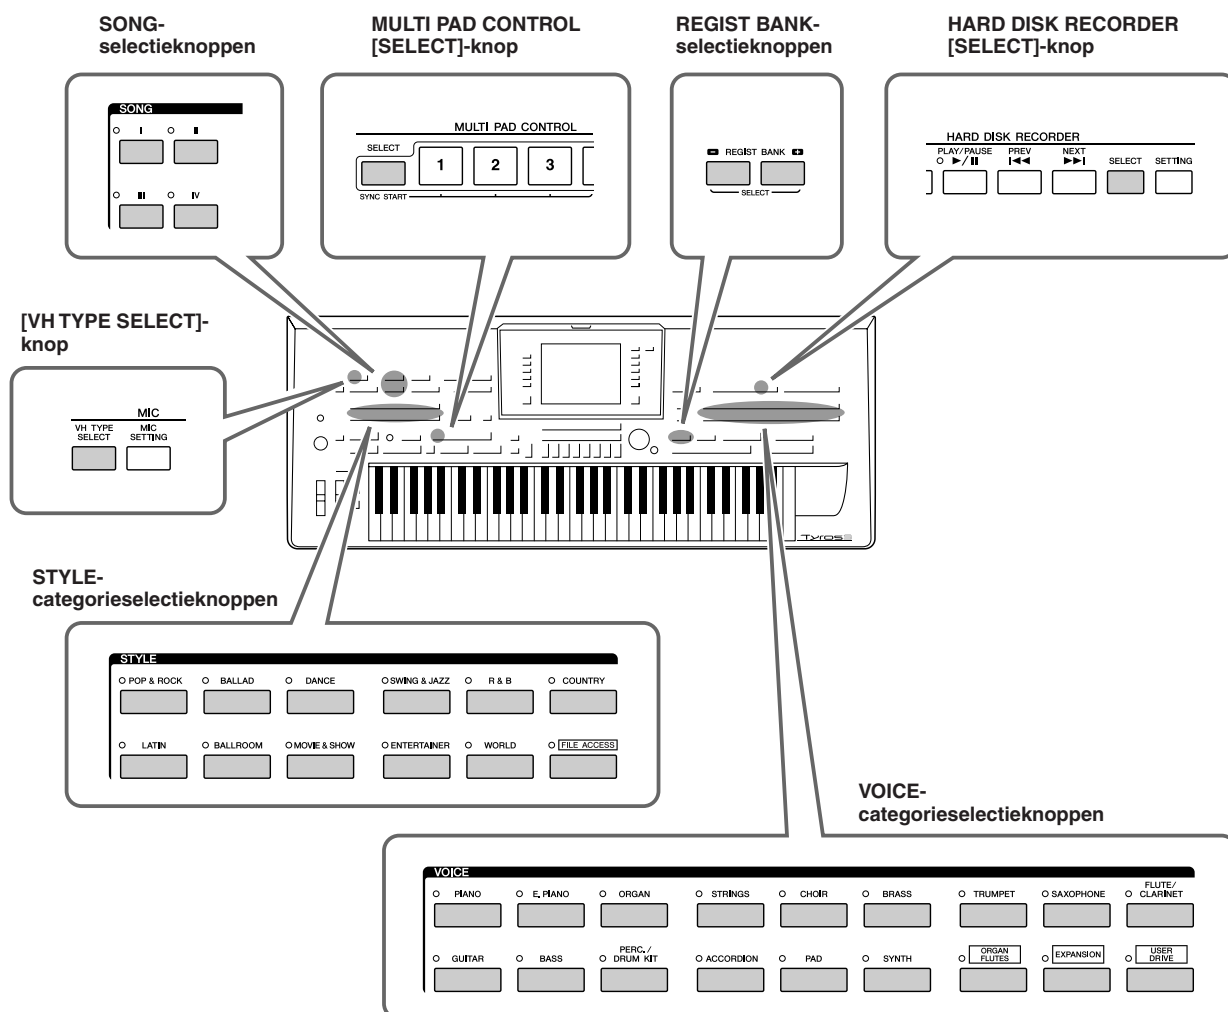 SONG-
selectieknoppen
MULTI PAD CONTROL
[SELECT]-knop
REGIST BANK-
selectieknoppen
HARD DISK RECORDER
[SELECT]-knop
SONG
I II
III IV
MULTI PAD CONTROL
SELECT
1 2 3
SYNC START
REGIST BANK
SELECT
HARD DISK RECORDER
PLAY/PAUSE PREV NEXT
SELECT SETTING
[VH TYPE SELECT]-
knop
MIC
VH TYPE
SELECT
MIC
SETTING
Tyros3
STYLE-
categorieselectieknoppen
STYLE
POP & ROCK BALLAD DANCE SWING & JAZZ R & B COUNTRY
LATIN BALLROOM MOVIE & SHOW ENTERTAINER WORLD FILE ACCESS
VOICE-
categorieselectieknoppen
VOICE
PIANO E. PIANO ORGAN STRINGS CHOIR BRASS TRUMPET SAXOPHONE FLUTE/
CLARINET
GUITAR BASS PERC. /
DRUM KIT ACCORDION PAD SYNTH ORGAN
FLUTES EXPANSION USER
DRIVE